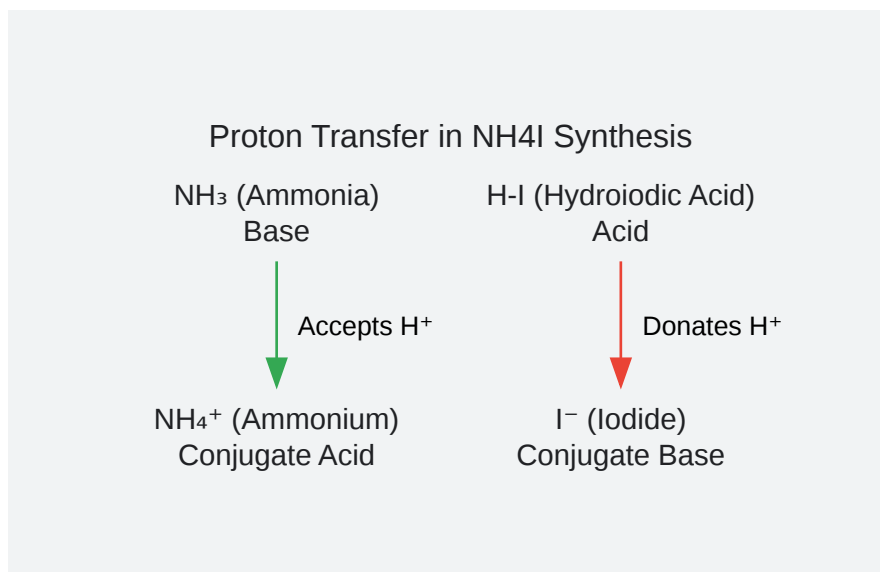 Proton Transfer in NH4I Synthesis
NH₃ (Ammonia)
Base
H-I (Hydroiodic Acid)
Acid
Accepts H⁺
Donates H⁺
NH₄⁺ (Ammonium)
Conjugate Acid
I⁻ (Iodide)
Conjugate Base